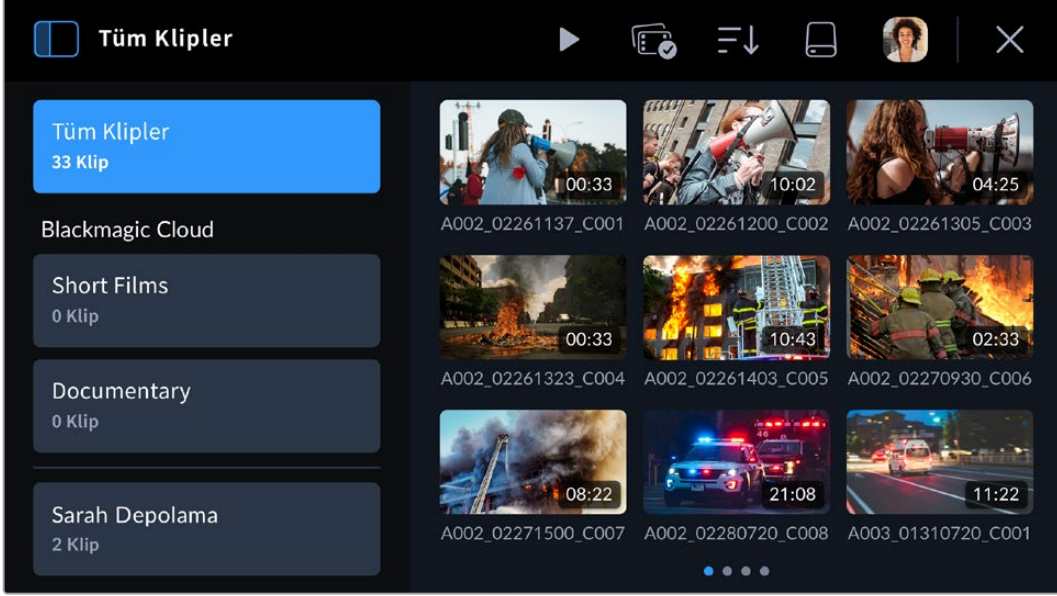 Tüm Klipler
Tüm Klipler
33 Klip
Blackmagic Cloud
Short Films
0 Klip
Documentary
0 Klip
Sarah Depolama
2 Klip
00:33
10:02
04:25
A002_02261137_C001
A002_02261200_C002
A002_02261305_C003
00:33
10:43
02:33
A002_02261323_C004
A002_02261403_C005
A002_02270930_C006
46
08:22
21:08
11:22
A002_02271500_C007
A002_02280720_C008
A003_01310720_C001